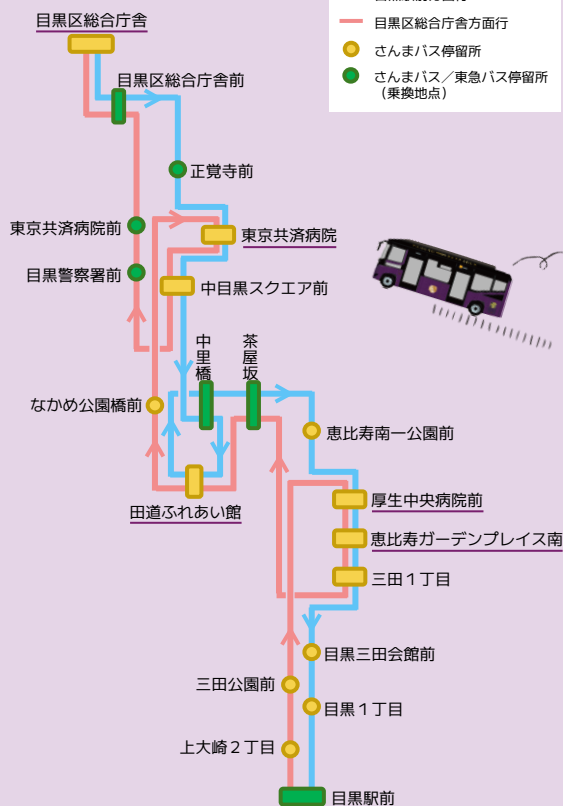 目黒区総合庁舎方面行
さんまバス停留所
さんまバス／東急バス停留所
（乗換地点）
目黒区総合庁舎
目黒区総合庁舎前
正覚寺前
東京共済病院前
東京共済病院
目黒警察署前
中目黒スクエア前
中里橋
茶屋坂
なかめ公園橋前
恵比寿南一公園前
田道ふれあい館
厚生中央病院前
恵比寿ガーデンプレイス南
三田１丁目
目黒三田会館前
三田公園前
目黒１丁目
上大崎２丁目
目黒駅前